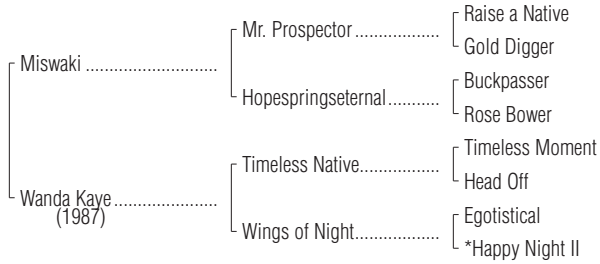 Raise a Native
Mr. Prospector ..................
Gold Digger
Miswaki ............................
Buckpasser
Hopespringseternal...........
Rose Bower
Timeless Moment
Timeless Native.................
Head Off
Wanda Kaye......................
(1987)
Egotistical
Wings of Night..................
*Happy Night II